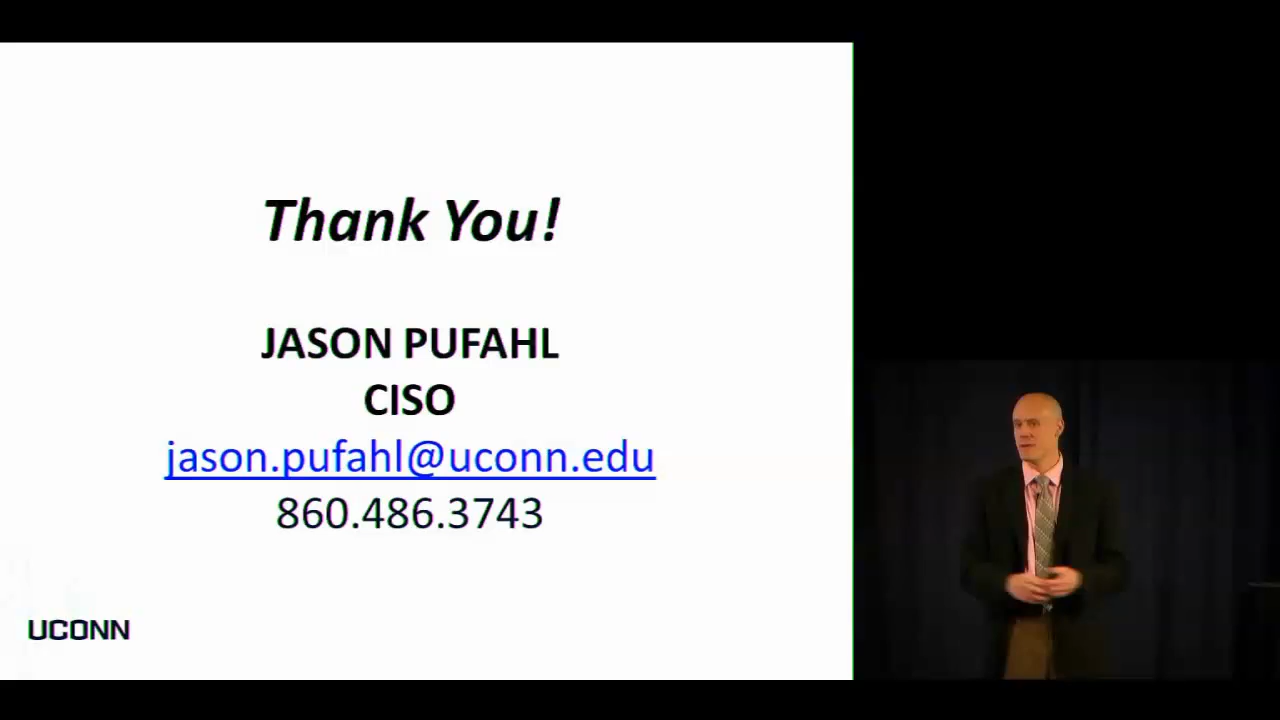 Thank You!
JASON PUFAHL
CISO
jason.pufahl@uconn.edu
860.486.3743
UCONN